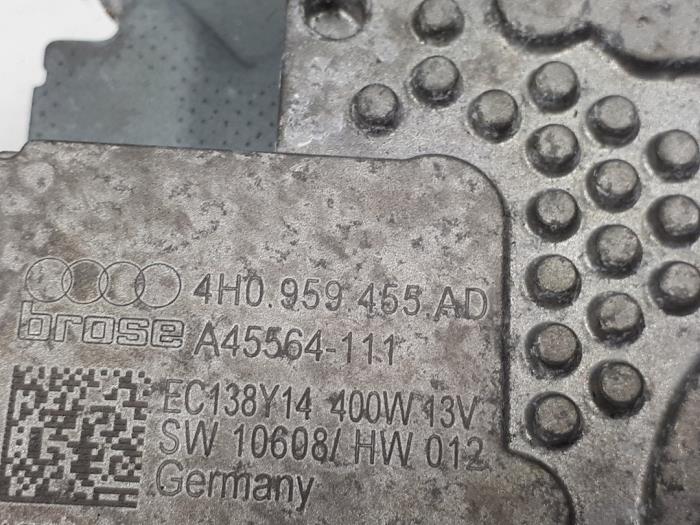 4H0.959.455.AD
brose A45564-111
EC138Y14 400W 13V
SW 10608/ HW 012
Germany